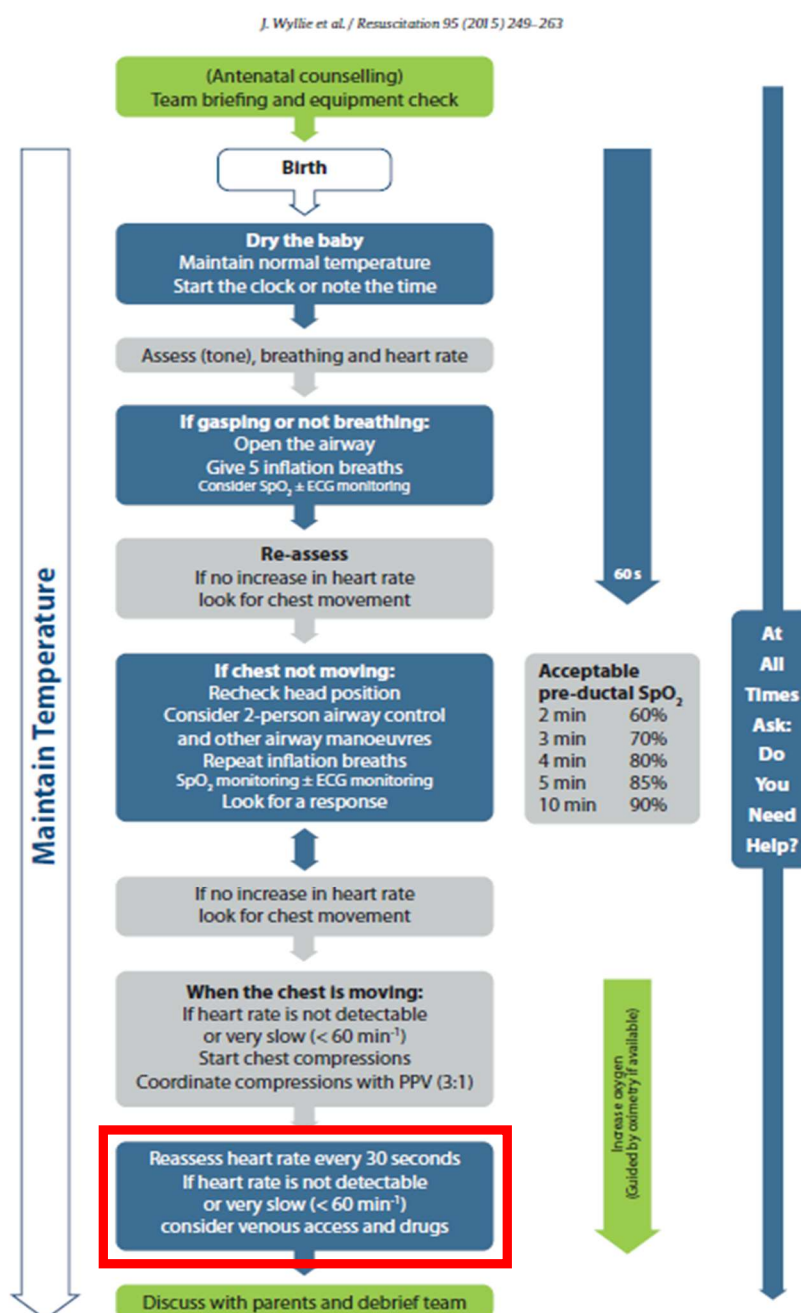 J. Wyllie et al. / Resuscitation 95 (2015) 249–263
(Antenatal counselling)
Team briefing and equipment check
Birth
Dry the baby
Maintain normal temperature
Start the clock or note the time
Assess (tone), breathing and heart rate
If gasping or not breathing:
Open the airway
Give 5 inflation breaths
Consider SpO₂ ± ECG monitoring
Re-assess
If no increase in heart rate
look for chest movement
If chest not moving:
Recheck head position
Consider 2-person airway control
and other airway manoeuvres
Repeat inflation breaths
SpO₂ monitoring ± ECG monitoring
Look for a response
If no increase in heart rate
look for chest movement
When the chest is moving:
If heart rate is not detectable
or very slow (< 60 min⁻¹)
Start chest compressions
Coordinate compressions with PPV (3:1)
Reassess heart rate every 30 seconds
If heart rate is not detectable
or very slow (< 60 min⁻¹)
consider venous access and drugs
Discuss with parents and debrief team
Maintain Temperature
60 s
Acceptable
pre-ductal SpO₂
2 min 60%
3 min 70%
4 min 80%
5 min 85%
10 min 90%
Increase oxygen
(Guided by oximetry if available)
At
All
Times
Ask:
Do
You
Need
Help?